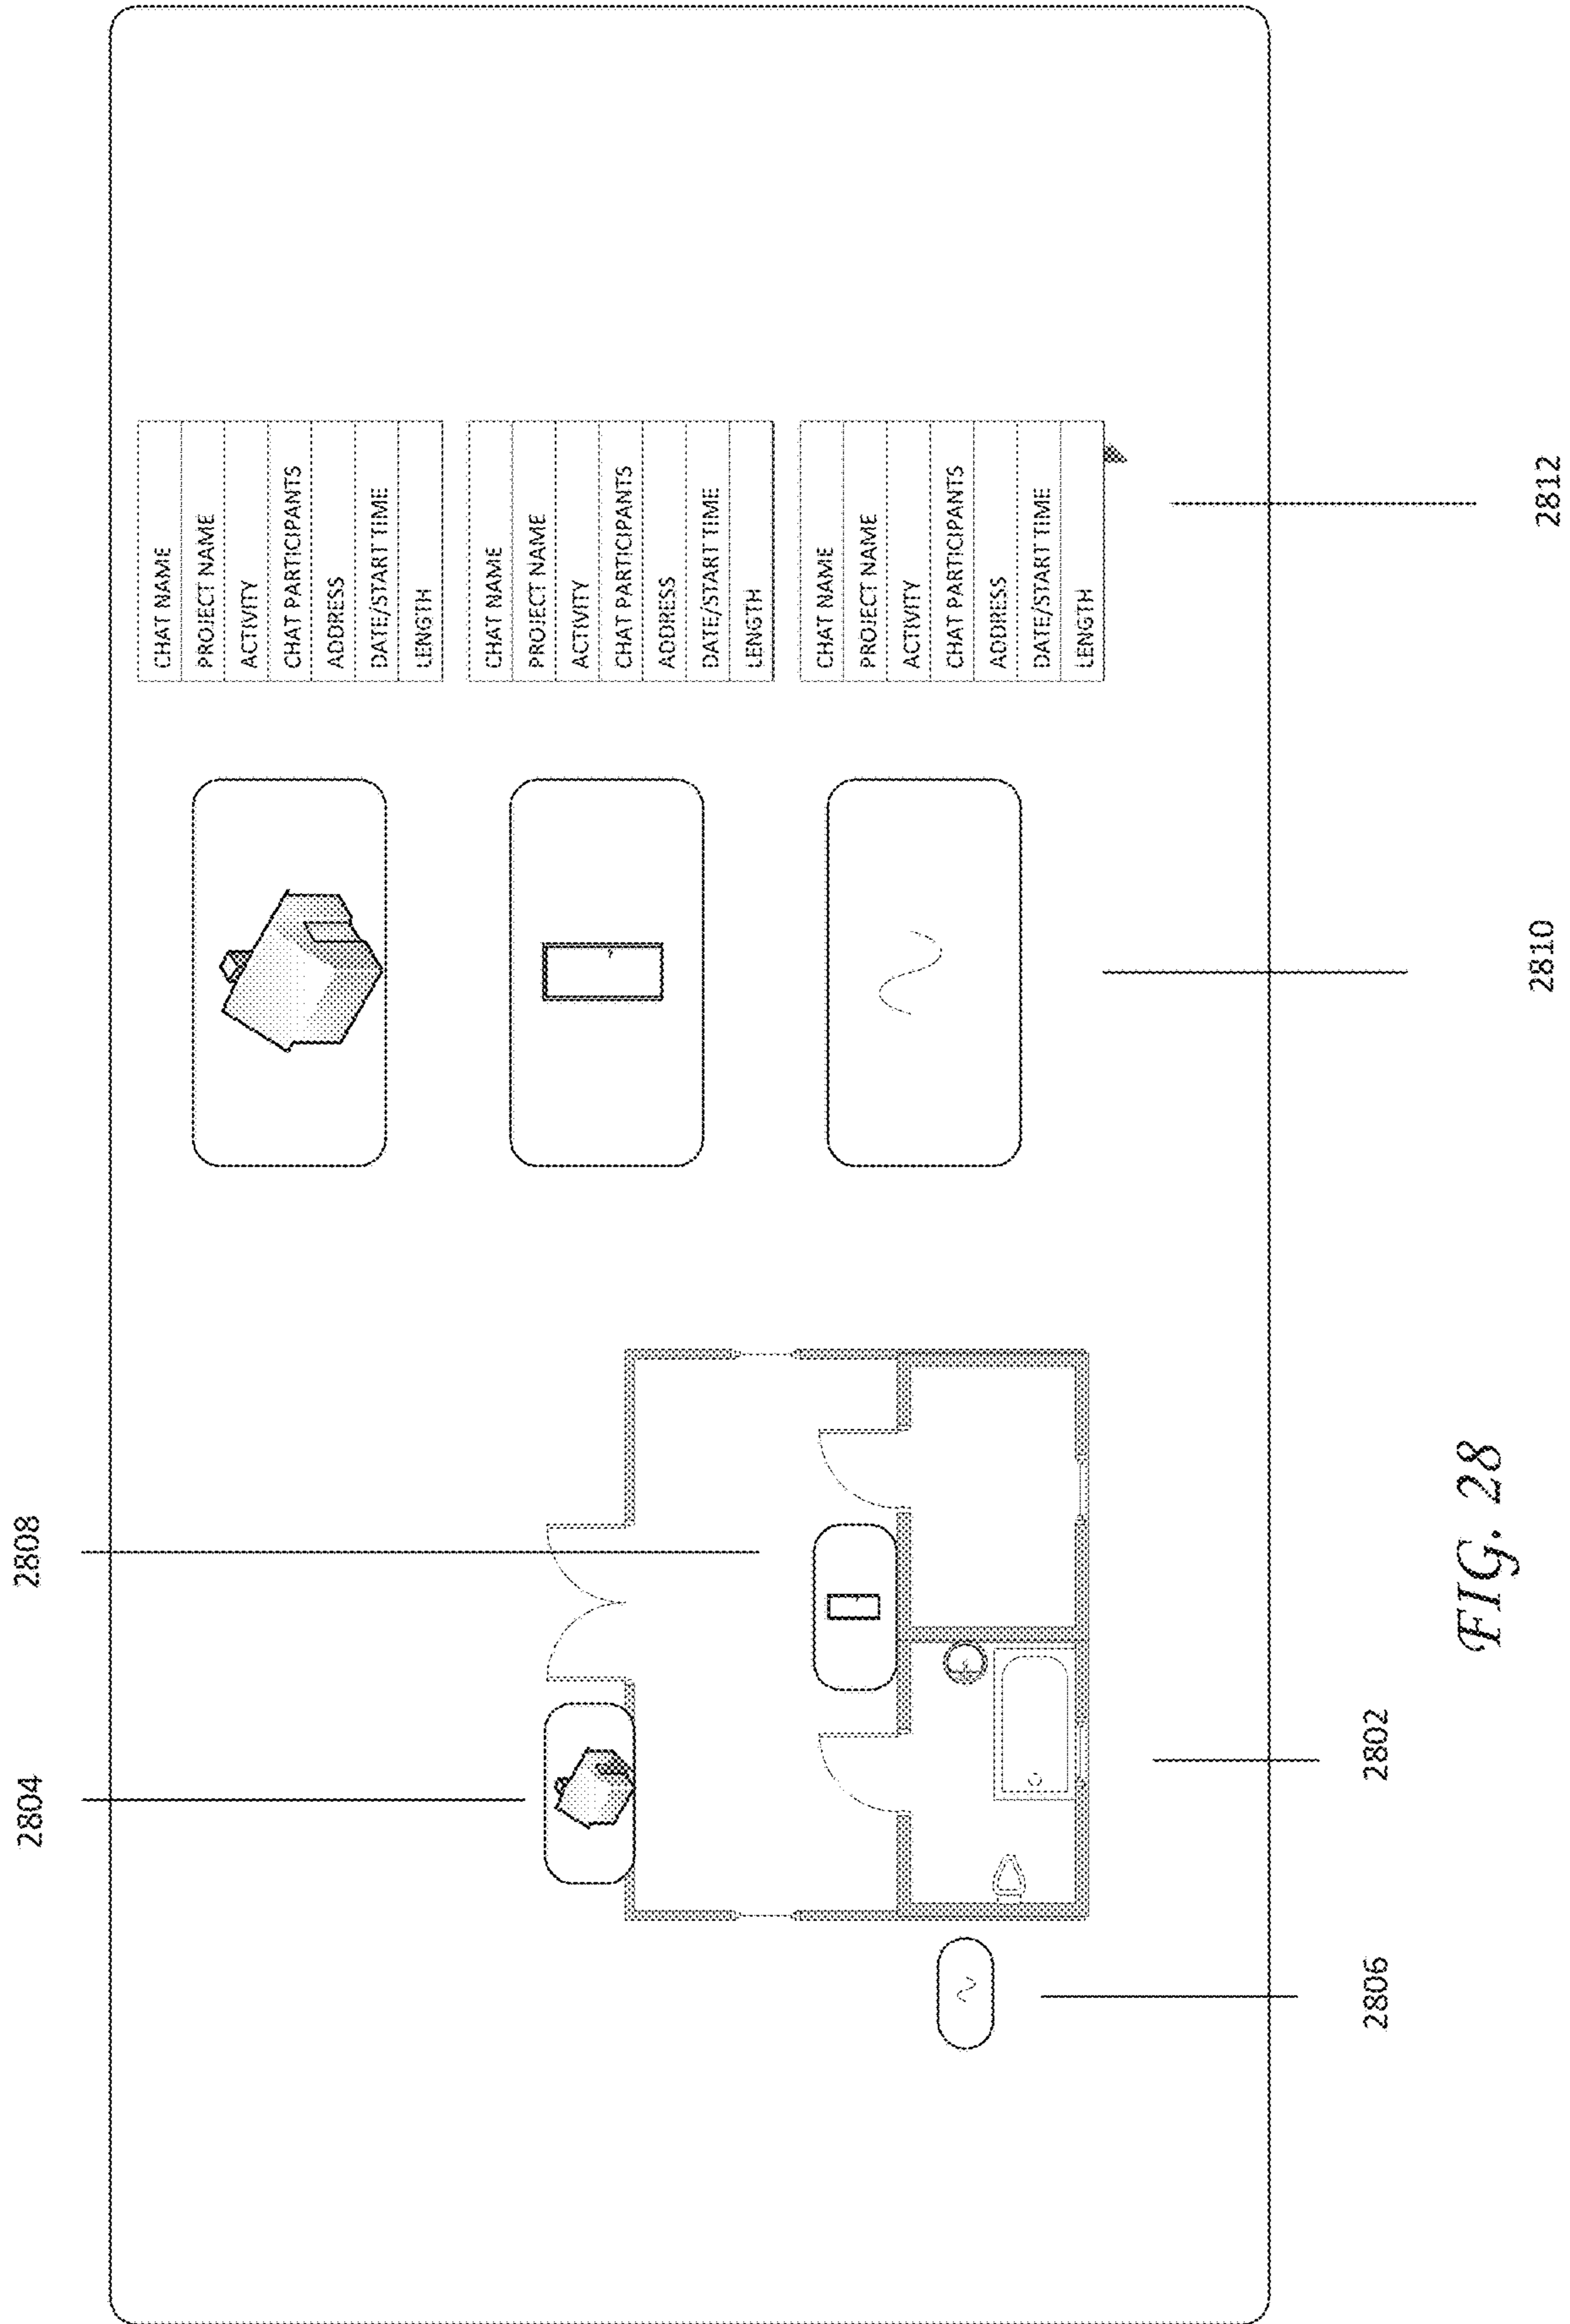 2804
2808
CHAT NAME
PROJECT NAME
ACTIVITY
CHAT PARTICIPANTS
ADDRESS
DATE/START TIME
LENGTH
CHAT NAME
PROJECT NAME
ACTIVITY
CHAT PARTICIPANTS
ADDRESS
DATE/START TIME
LENGTH
CHAT NAME
PROJECT NAME
ACTIVITY
CHAT PARTICIPANTS
ADDRESS
DATE/START TIME
LENGTH
2806
2802
2810
2812
FIG. 28